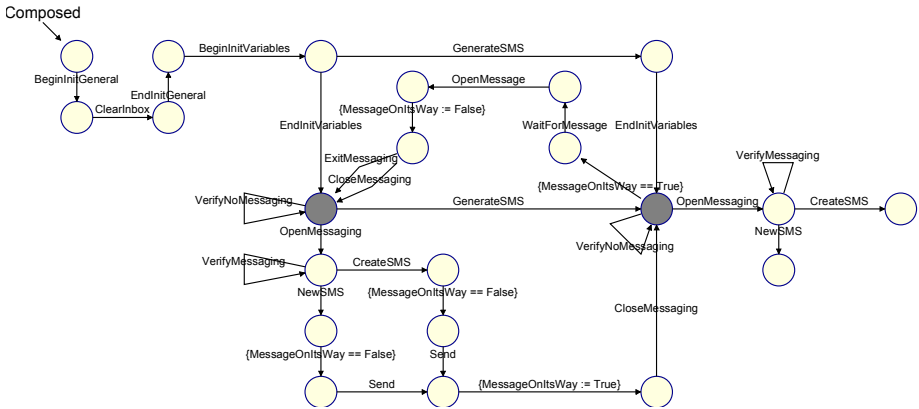 Composed
BeginInitVariables
GenerateSMS
BeginInitGeneral
OpenMessage
EndInitGeneral
ClearInbox
{MessageOnItsWay := False}
EndInitVariables
WaitForMessage
EndInitVariables
ExitMessaging
VerifyMessaging
CloseMessaging
{MessageOnItsWay == True}
VerifyNoMessaging
GenerateSMS
OpenMessaging
CreateSMS
OpenMessaging
NewSMS
VerifyNoMessaging
VerifyMessaging
CreateSMS
NewSMS
{MessageOnItsWay == False}
CloseMessaging
{MessageOnItsWay == False}
Send
Send
{MessageOnItsWay := True}